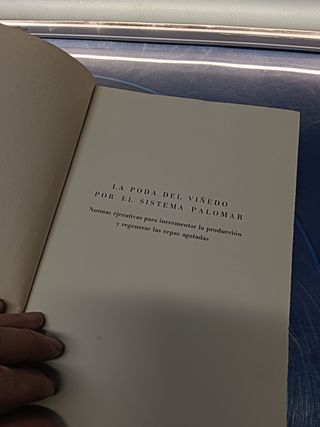 LA PODA DEL VIÑEDO
POR EL SISTEMA PALOMAR
Normas ejecutivas para incrementar la producción
y regenerar las cepas agotadas